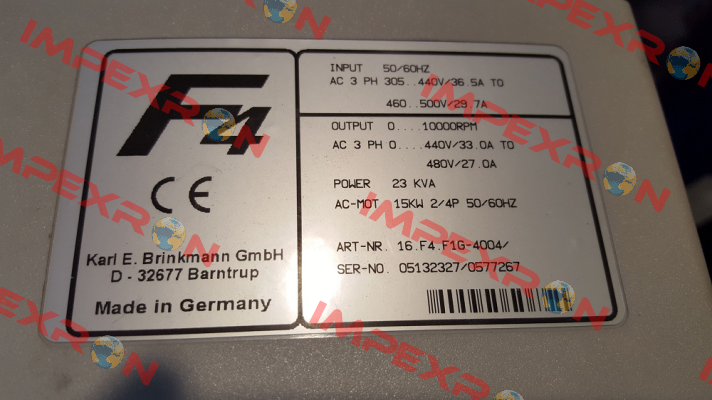 F4
CE
Karl E. Brinkmann GmbH
D - 32677 Barntrup
Made in Germany
INPUT 50/60HZ
AC 3 PH 305..440V/36.5A TO
460..500V/29.7A
OUTPUT 0....10000RPM
AC 3 PH 0....440V/33.0A TO
480V/27.0A
POWER 23 KVA
AC-MOT 15KW 2/4P 50/60HZ
ART-NR. 16.F4.F1G-4004/
SER-NO. 05132327/0577267
IMPEXRON
IMPEXRON
IMPEXRON
IMPEXRON
IMPEXRON
IMPEXRON